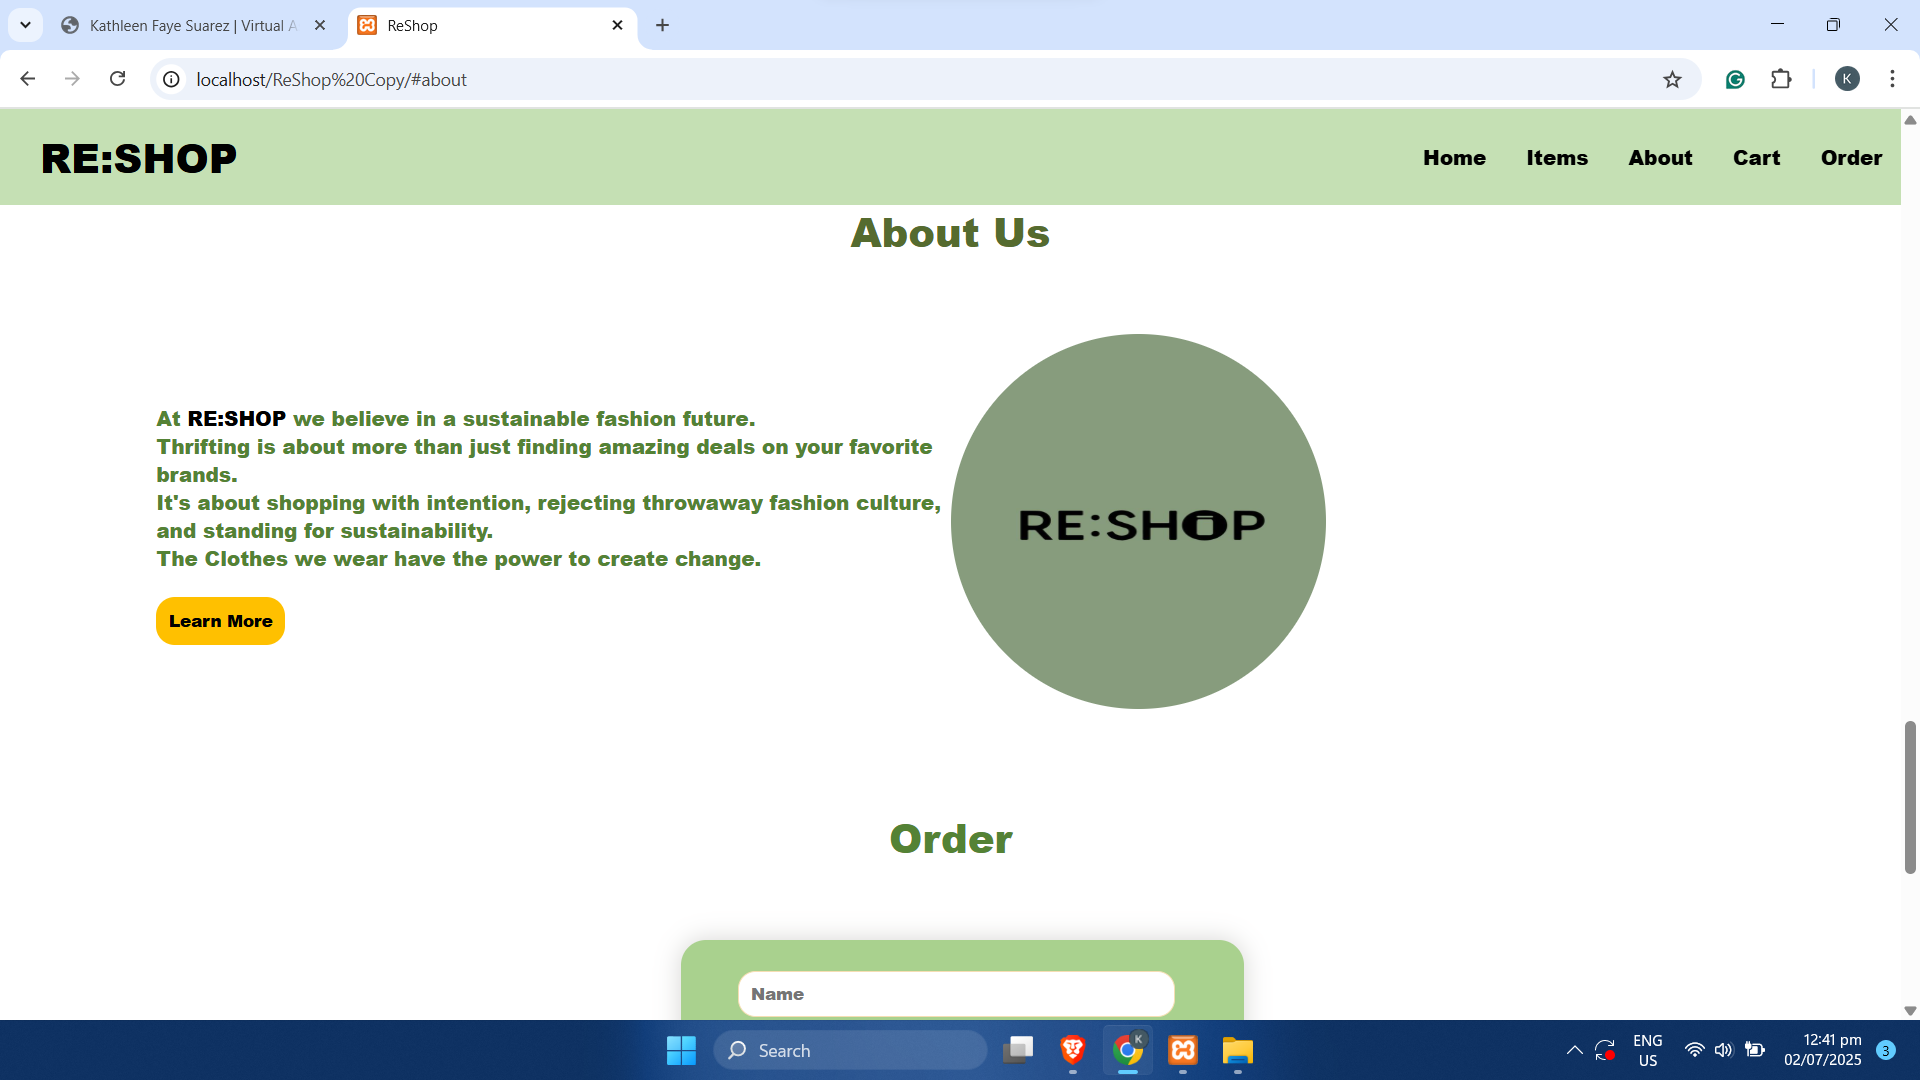 Kathleen Faye Suarez | Virtual A
ReShop
localhost/ReShop%20Copy/#about
K
RE:SHOP
Home Items About Cart Order
About Us
At RE:SHOP we believe in a sustainable fashion future.
Thrifting is about more than just finding amazing deals on your favorite
brands.
It's about shopping with intention, rejecting throwaway fashion culture,
and standing for sustainability.
The Clothes we wear have the power to create change.
RE:SHOP
Learn More
Order
Name
Search
K
ENG
US
12:41 pm
02/07/2025
3